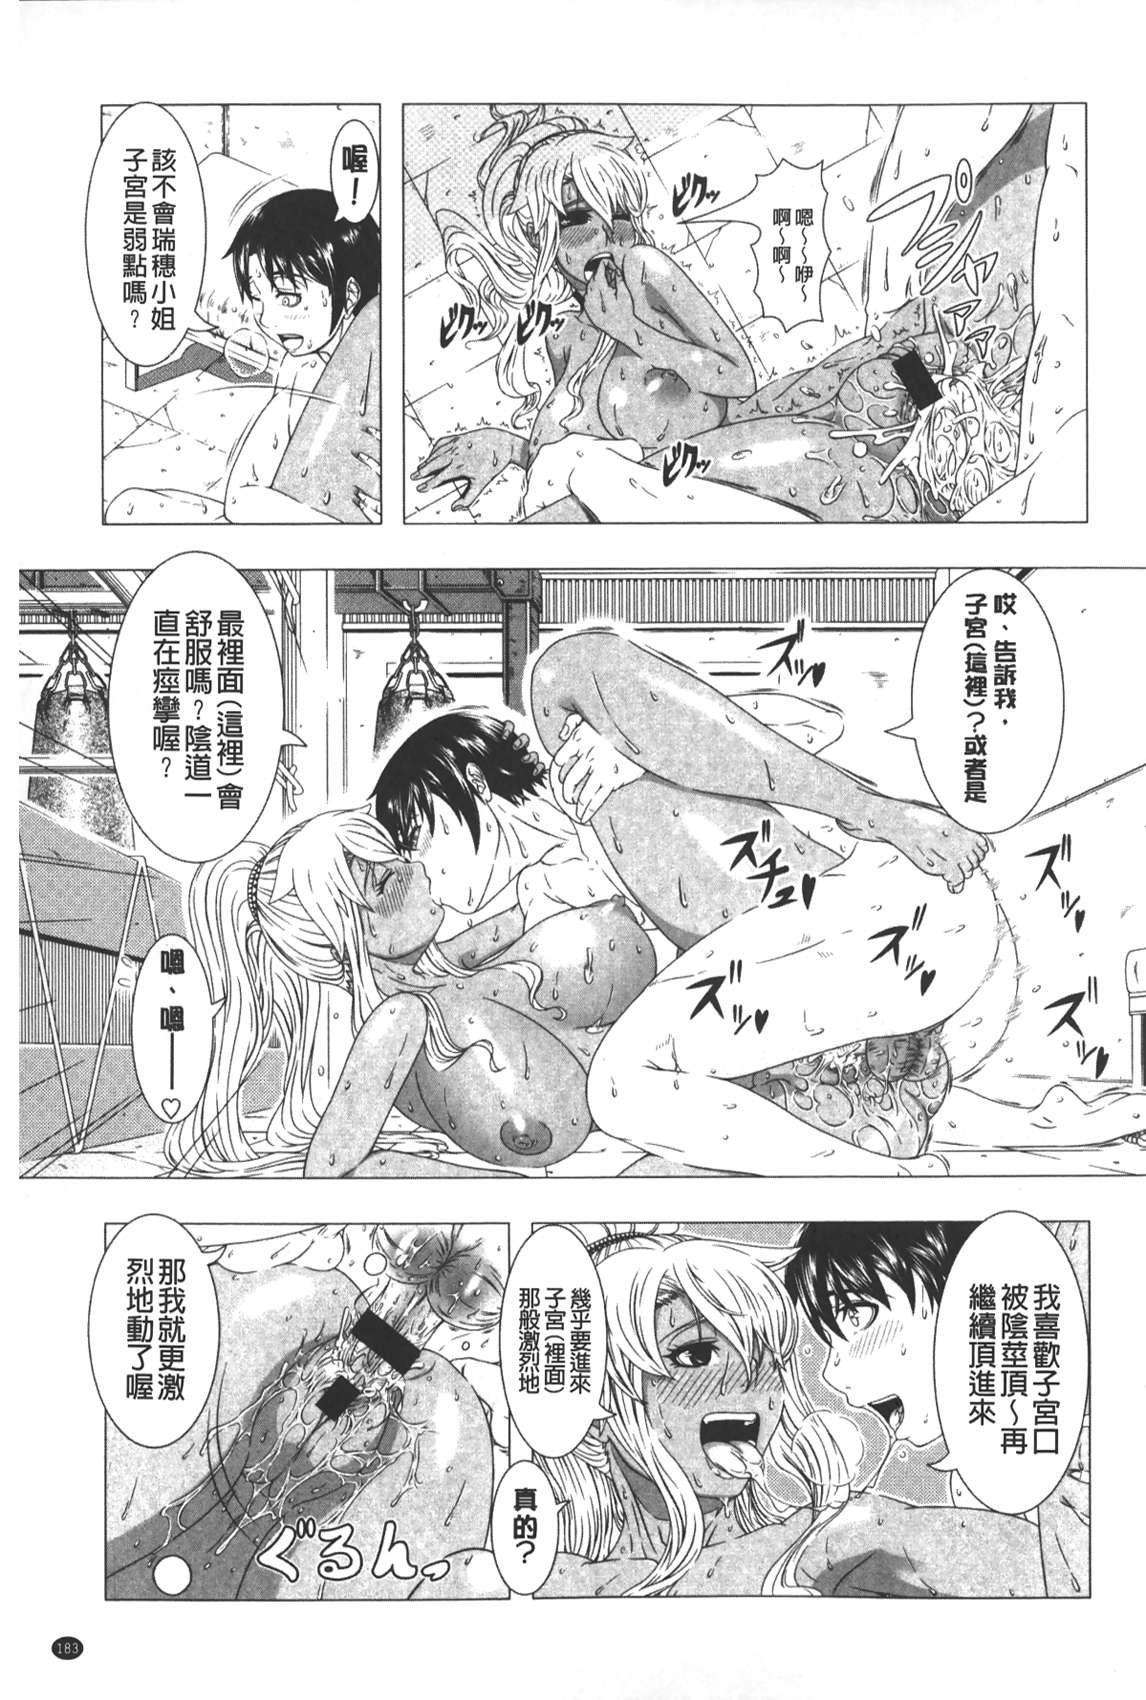 嗯～～咿～
啊～啊～
ビクッ
ビクッ
ビクッ
ビクッ
ジャアァァ
喔！
該不會瑞穗小姐
子宮是弱點嗎？
哎、告訴我，
子宮(這裡)？或者是
最裡面(這裡)會
舒服嗎？陰道一
直在痙攣喔？
嗯、嗯——♡
ズズ♥
ズチュ♥
ズッ♥
ズッ♥
ズッ♥
我喜歡子宮口
被陰莖頂～再
繼續頂進來
幾乎要進來
子宮(裡面)
那般激烈地
真的？
那我就更激
烈地動了喔
ぐるんっ
183